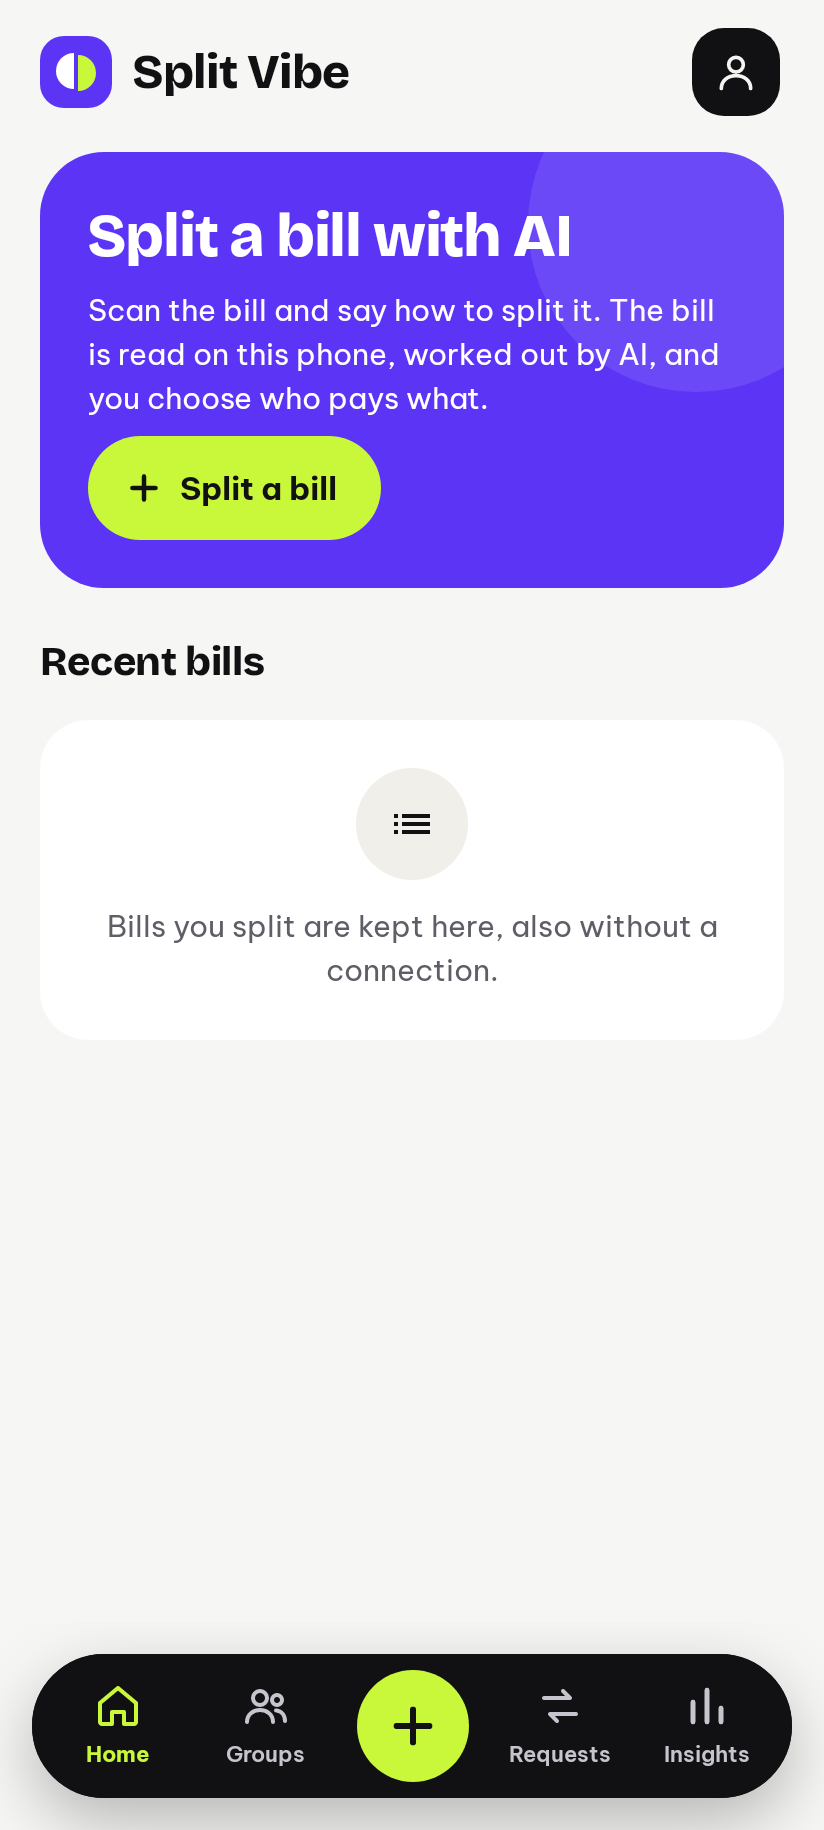 Split Vibe
Split a bill with AI
Scan the bill and say how to split it. The bill
is read on this phone, worked out by AI, and
you choose who pays what.
Split a bill
Recent bills
Bills you split are kept here, also without a
connection.
Home
Groups
Requests
Insights